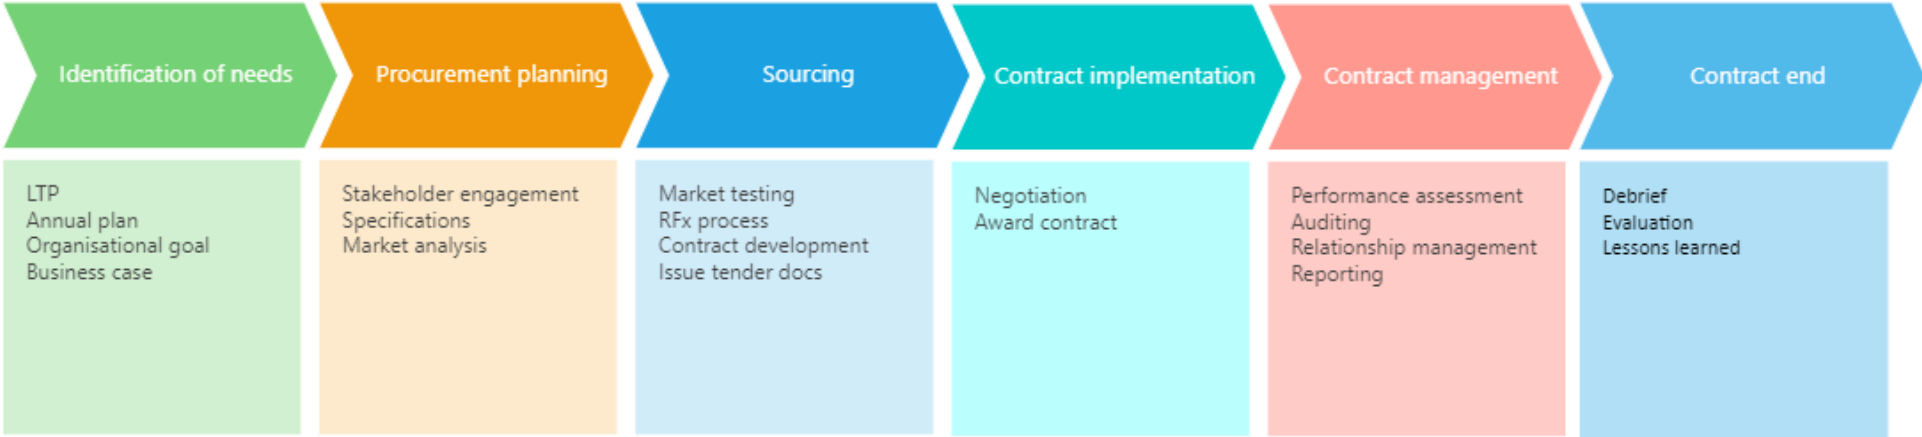 Identification of needs
Procurement planning
Sourcing
Contract implementation
Contract management
Contract end
LTP
Annual plan
Organisational goal
Business case
Stakeholder engagement
Specifications
Market analysis
Market testing
RFx process
Contract development
Issue tender docs
Negotiation
Award contract
Performance assessment
Auditing
Relationship management
Reporting
Debrief
Evaluation
Lessons learned